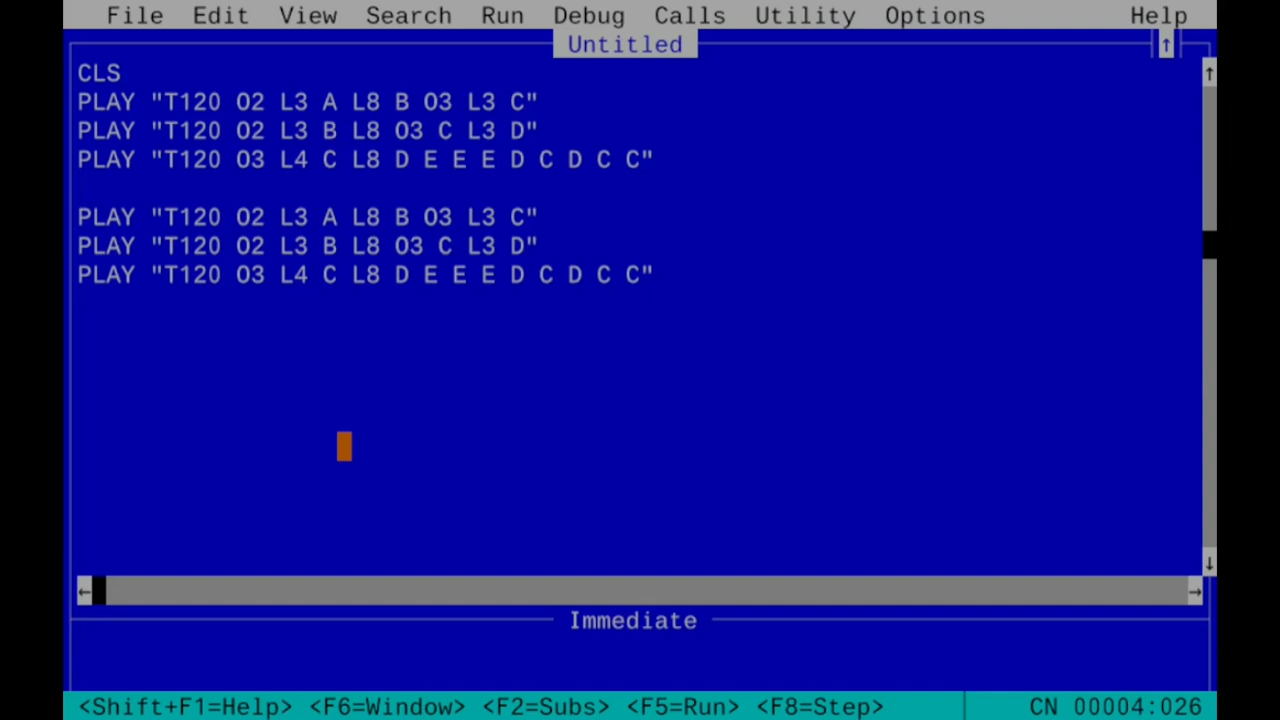 File Edit View Search Run Debug Calls Utility Options Help
Untitled ↑
CLS
PLAY "T120 O2 L3 A L8 B O3 L3 C"
PLAY "T120 O2 L3 B L8 O3 C L3 D"
PLAY "T120 O3 L4 C L8 D E E E D C D C C"
PLAY "T120 O2 L3 A L8 B O3 L3 C"
PLAY "T120 O2 L3 B L8 O3 C L3 D"
PLAY "T120 O3 L4 C L8 D E E E D C D C C"
Immediate
<Shift+F1=Help> <F6=Window> <F2=Subs> <F5=Run> <F8=Step> CN 00004:026